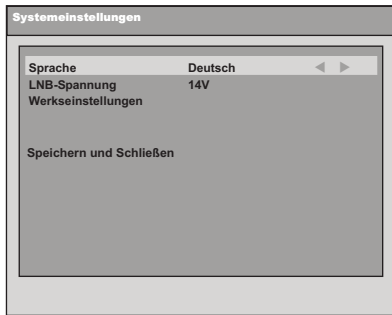 Systemeinstellungen
Sprache Deutsch
LNB-Spannung 14V
Werkseinstellungen
Speichern und Schließen